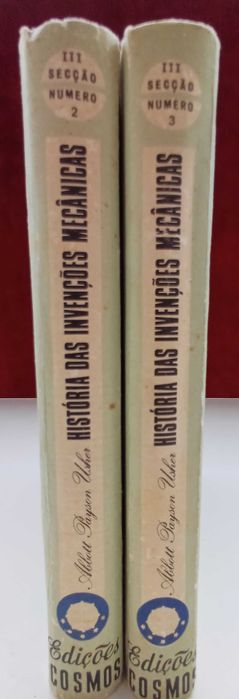 III
SECÇÃO
NUMERO
2
HISTÓRIA DAS INVENÇÕES MECÂNICAS
Abbott Payson Usher
Edições
COSMOS
III
SECÇÃO
NUMERO
3
HISTÓRIA DAS INVENÇÕES MECÂNICAS
Abbott Payson Usher
Edições
COSMOS